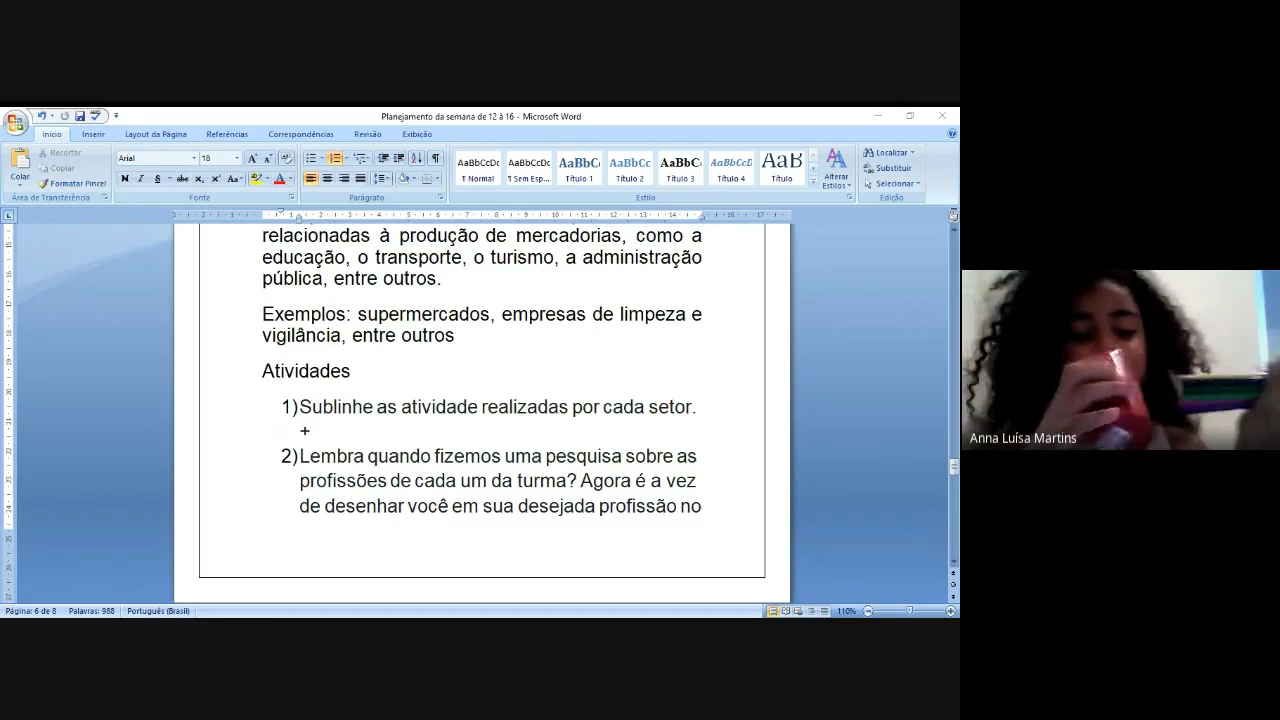 Planejamento da semana de 12 à 16 - Microsoft Word
Início Inserir Layout da Página Referências Correspondências Revisão Exibição
Colar
Recortar
Copiar
Formatar Pincel
Área de Transferência
Arial 18
N I S abc X₂ X² Aa A
Fonte
Parágrafo
AaBbCcDc AaBbCcDc AaBbC AaBbCc AaBbC AaBbCcD AaB
¶ Normal ¶ Sem Esp... Título 1 Título 2 Título 3 Título 4 Título
Alterar Estilos
Estilo
Localizar
Substituir
Selecionar
Edição
relacionadas à produção de mercadorias, como a
educação, o transporte, o turismo, a administração
pública, entre outros.
Exemplos: supermercados, empresas de limpeza e
vigilância, entre outros
Atividades
1)Sublinhe as atividade realizadas por cada setor.
+
2)Lembra quando fizemos uma pesquisa sobre as
profissões de cada um da turma? Agora é a vez
de desenhar você em sua desejada profissão no
Página: 6 de 8 Palavras: 988 Português (Brasil) 110%
Anna Luísa Martins